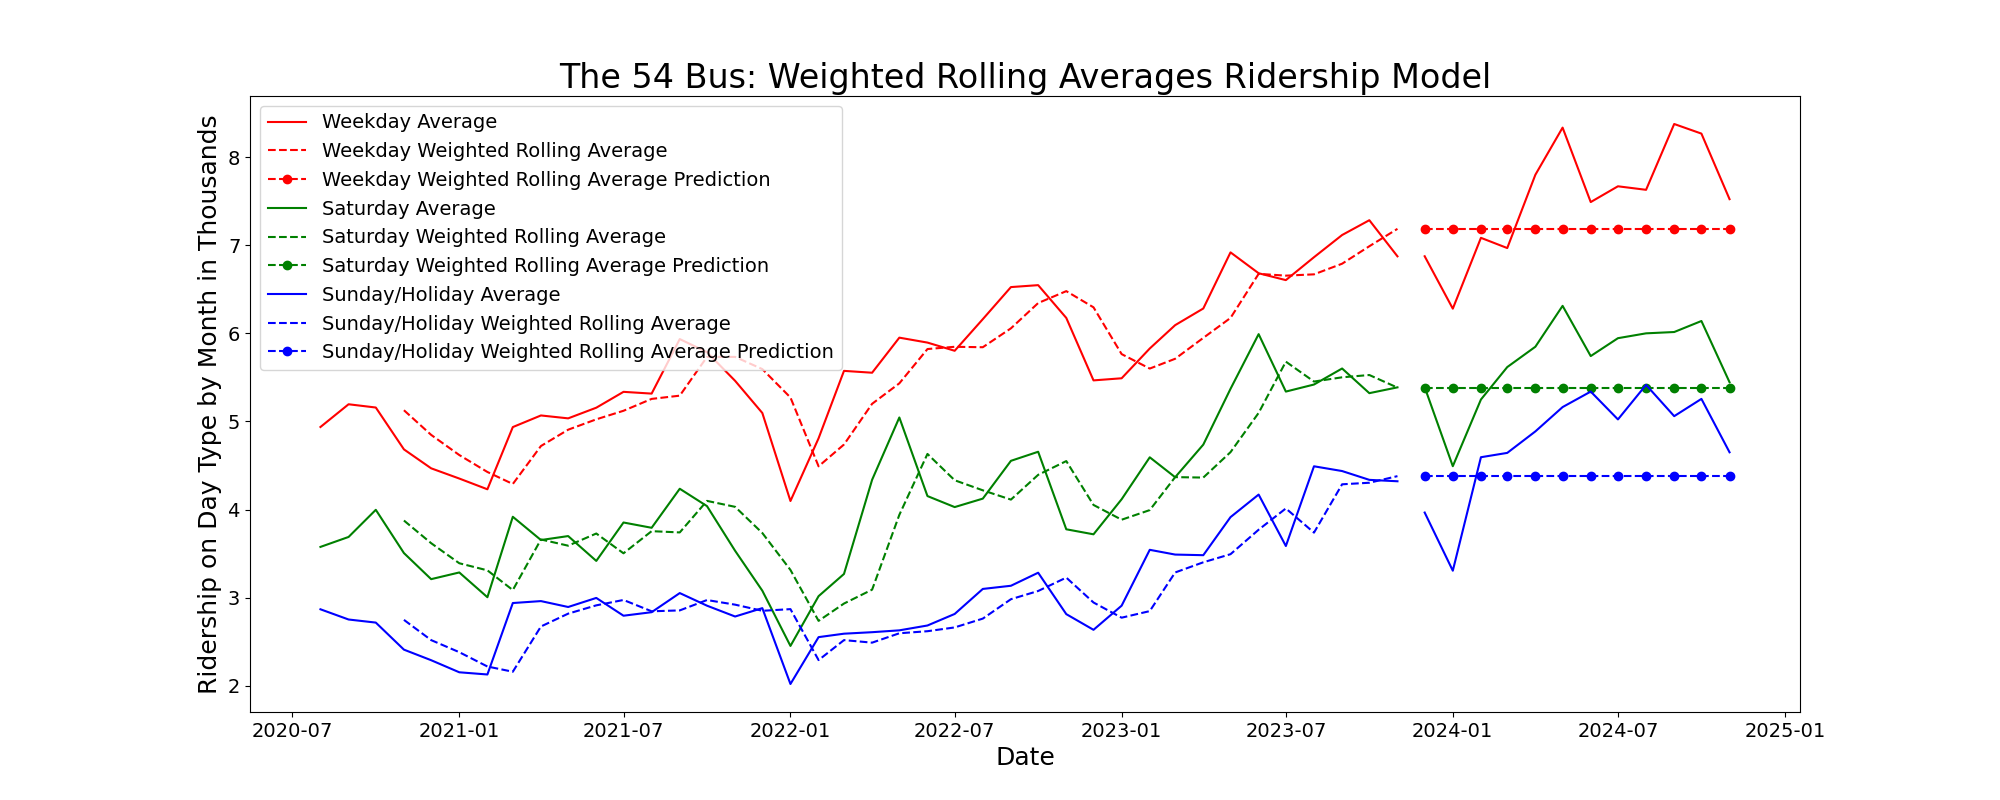 The 54 Bus: Weighted Rolling Averages Ridership Model
Ridership on Day Type by Month in Thousands
8
7
6
5
4
3
2
Weekday Average
Weekday Weighted Rolling Average
Weekday Weighted Rolling Average Prediction
Saturday Average
Saturday Weighted Rolling Average
Saturday Weighted Rolling Average Prediction
Sunday/Holiday Average
Sunday/Holiday Weighted Rolling Average
Sunday/Holiday Weighted Rolling Average Prediction
2020-07 2021-01 2021-07 2022-01 2022-07 2023-01 2023-07 2024-01 2024-07 2025-01
Date